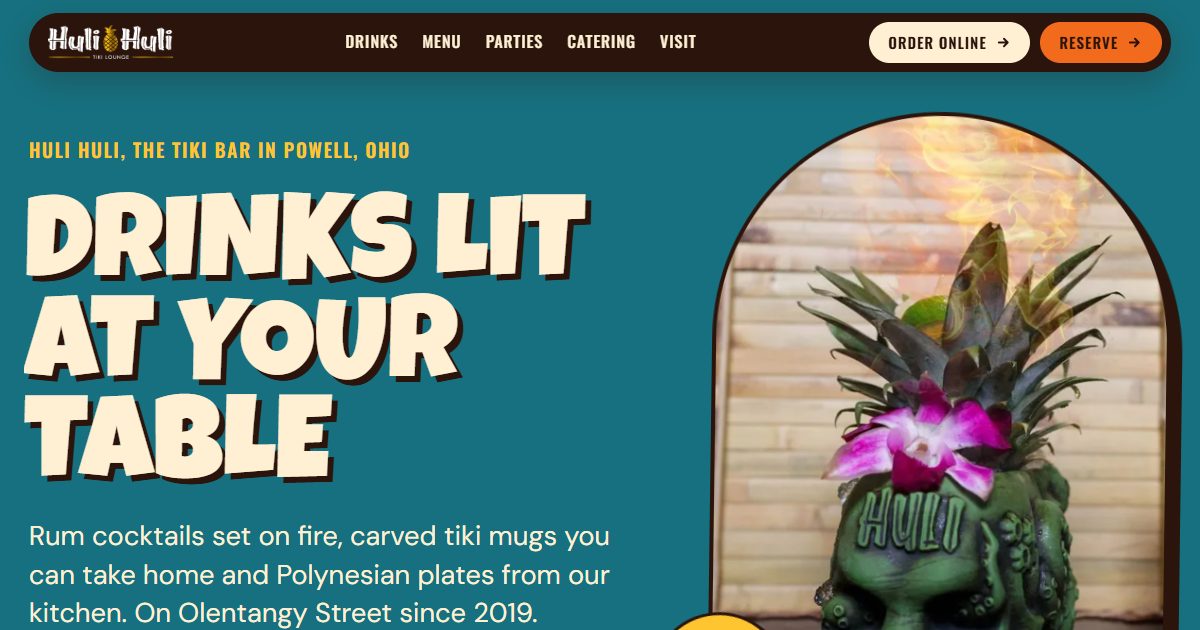 Huli Huli
TIKI LOUNGE
DRINKS MENU PARTIES CATERING VISIT
ORDER ONLINE →
RESERVE →
HULI HULI, THE TIKI BAR IN POWELL, OHIO
DRINKS LIT
AT YOUR
TABLE
Rum cocktails set on fire, carved tiki mugs you
can take home and Polynesian plates from our
kitchen. On Olentangy Street since 2019.
HULI